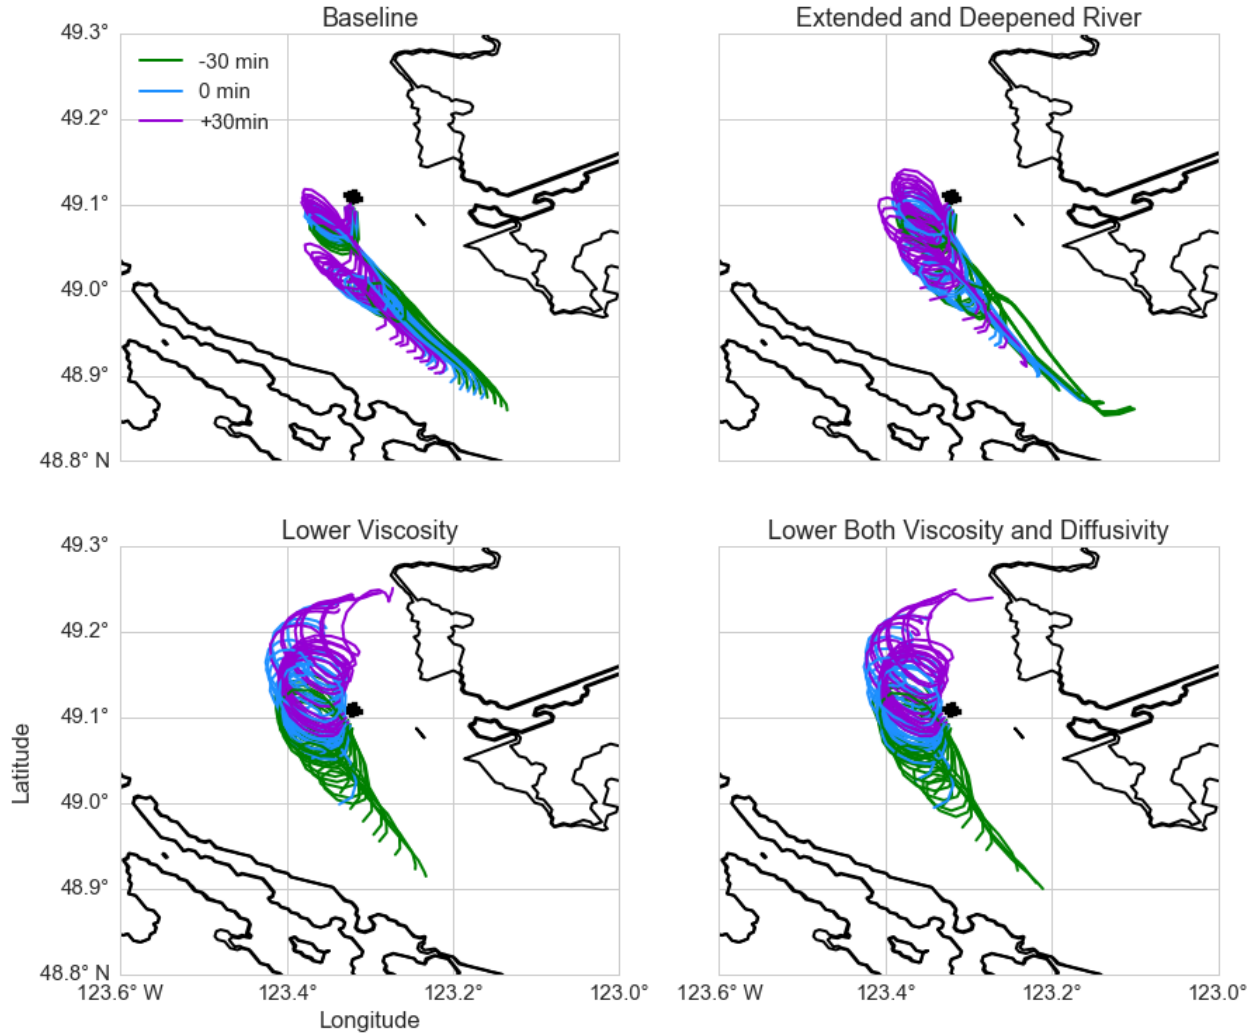 Baseline
Extended and Deepened River
49.3°
-30 min
0 min
+30min
49.2°
49.1°
49.0°
48.9°
48.8° N
Lower Viscosity
Lower Both Viscosity and Diffusivity
49.3°
49.2°
49.1°
49.0°
48.9°
48.8° N
Latitude
123.6° W
123.4°
123.2°
123.0°
123.6° W
123.4°
123.2°
123.0°
Longitude